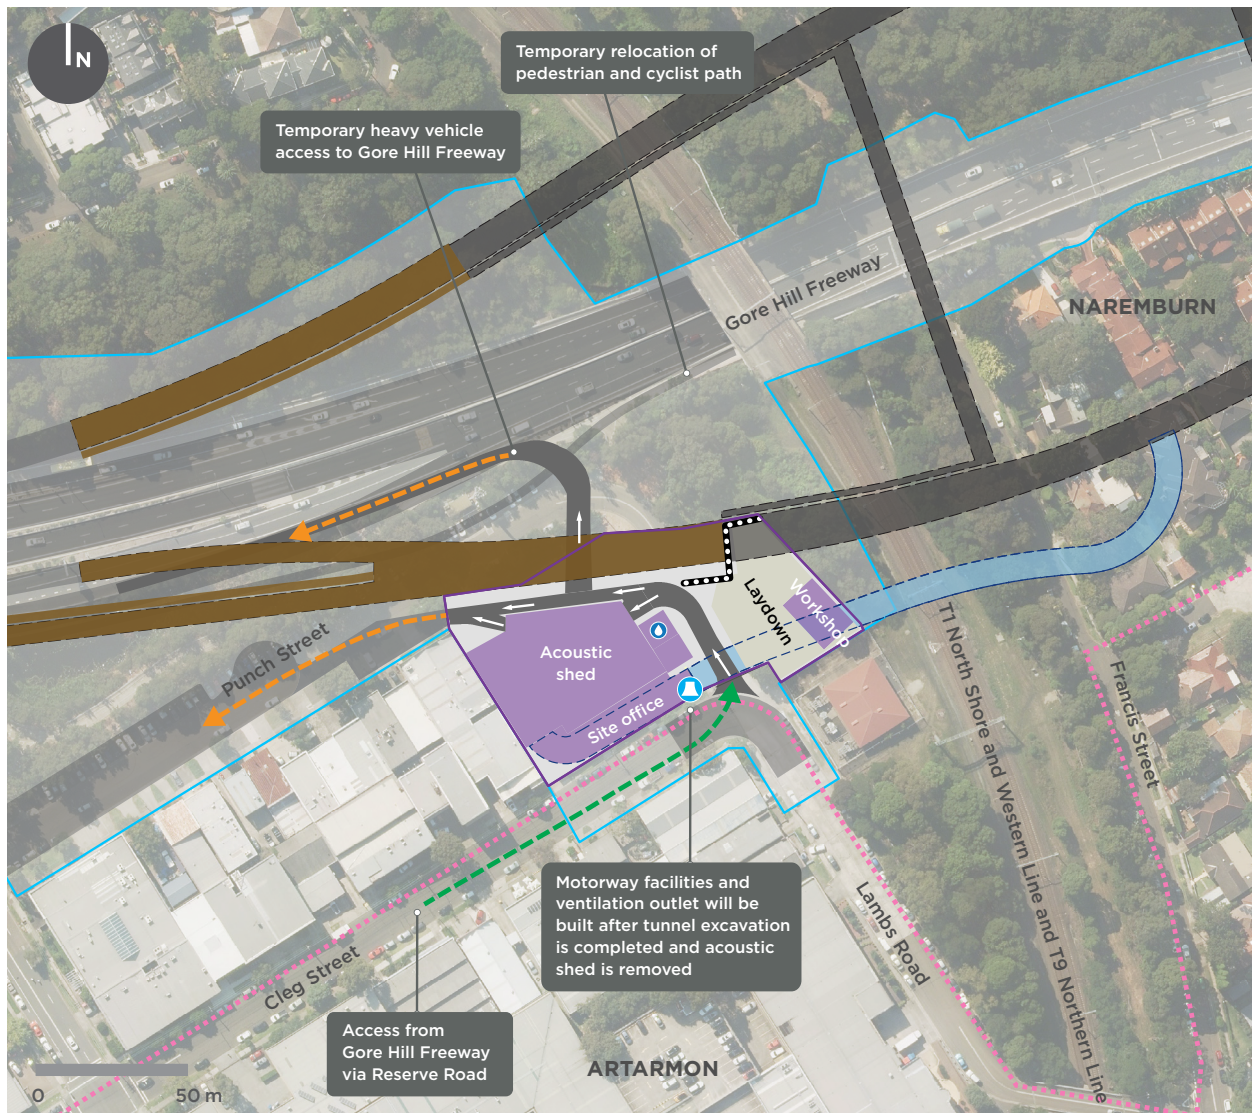 N
Temporary relocation of
pedestrian and cyclist path
Temporary heavy vehicle
access to Gore Hill Freeway
Gore Hill Freeway
NAREMBURN
Punch Street
Acoustic
shed
Laydown
Workshop
Site office
T1 North Shore and Western Line and T9 Northern Line
Francis Street
Motorway facilities and
ventilation outlet will be
built after tunnel excavation
is completed and acoustic
shed is removed
Lambs Road
Cleg Street
Access from
Gore Hill Freeway
via Reserve Road
ARTARMON
0 50 m